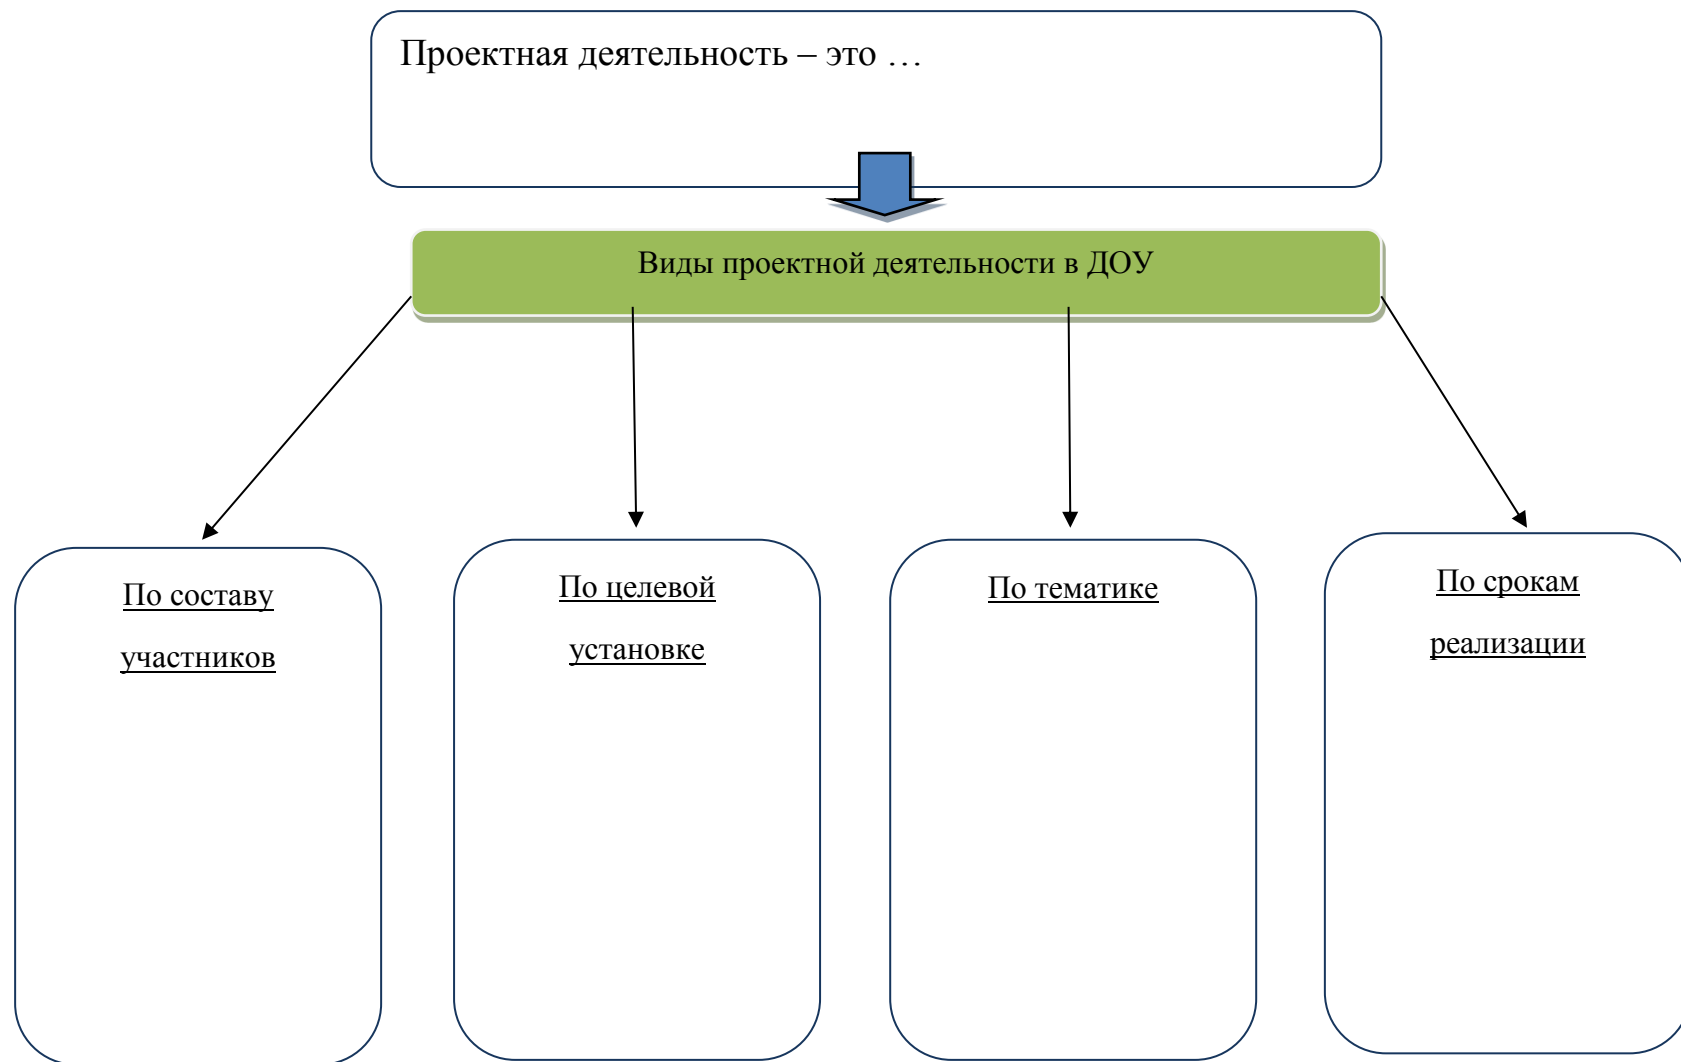 Проектная деятельность – это …
Виды проектной деятельности в ДОУ
По составу
участников
По целевой
установке
По тематике
По срокам
реализации